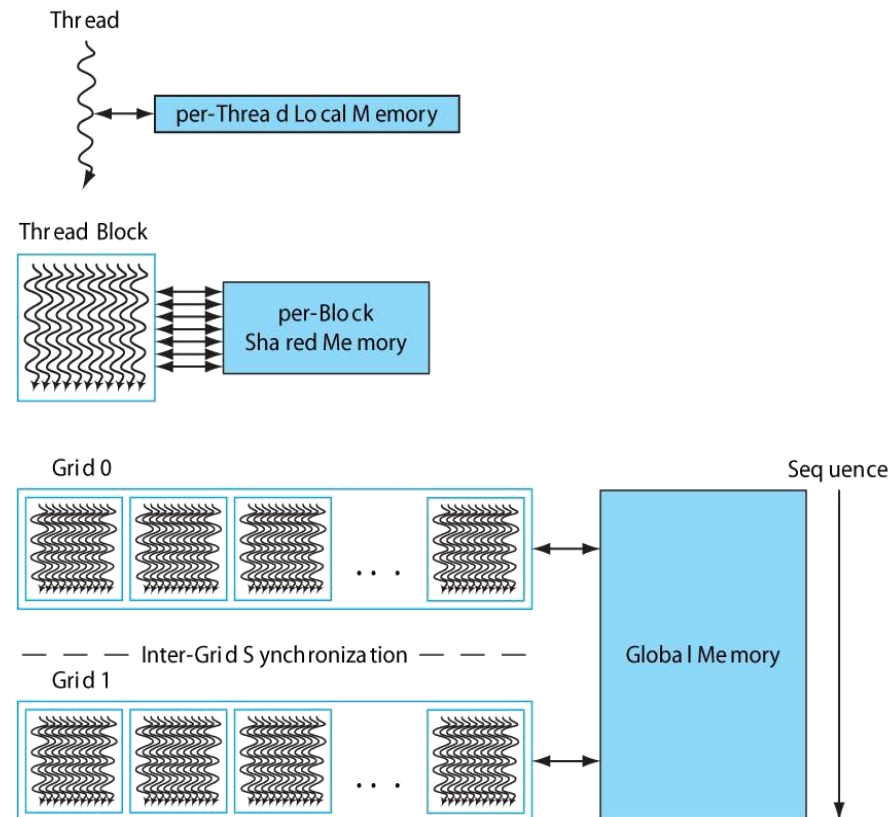 Thread
per-Thread Local Memory
Thread Block
per-Block
Shared Memory
Grid 0
Sequence
. . .
Inter-Grid Synchronization
Global Memory
Grid 1
. . .